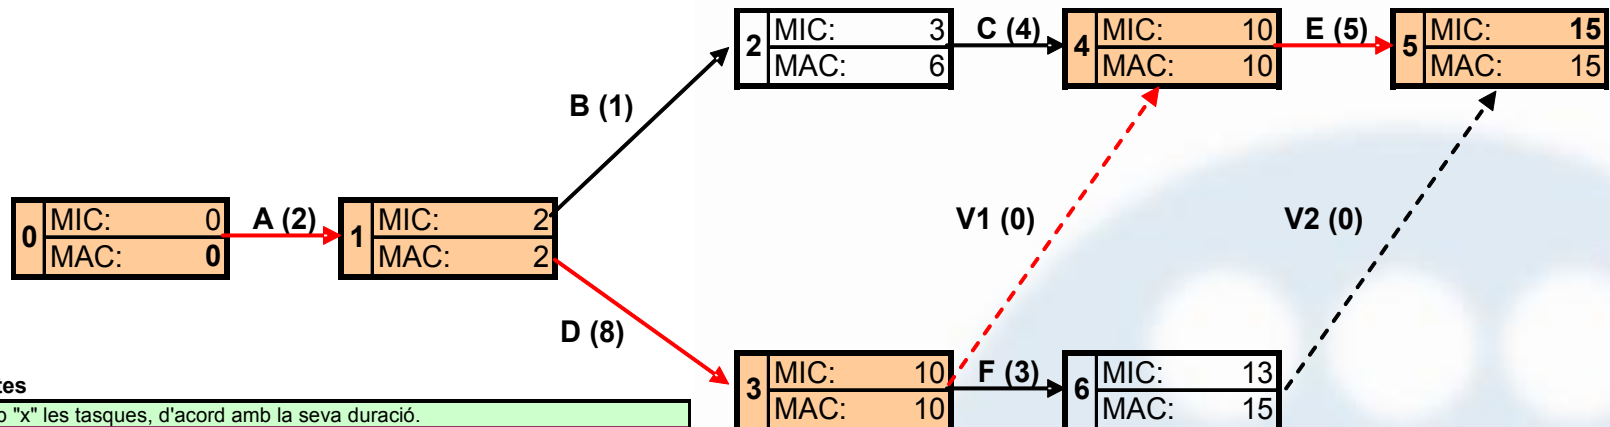 2 MIC: 3
MAC: 6
C (4)
4 MIC: 10
MAC: 10
E (5)
5 MIC: 15
MAC: 15
B (1)
0 MIC: 0
MAC: 0
A (2)
1 MIC: 2
MAC: 2
V1 (0)
V2 (0)
D (8)
3 MIC: 10
MAC: 10
F (3)
6 MIC: 13
MAC: 15
"x" les tasques, d'acord amb la seva duració.